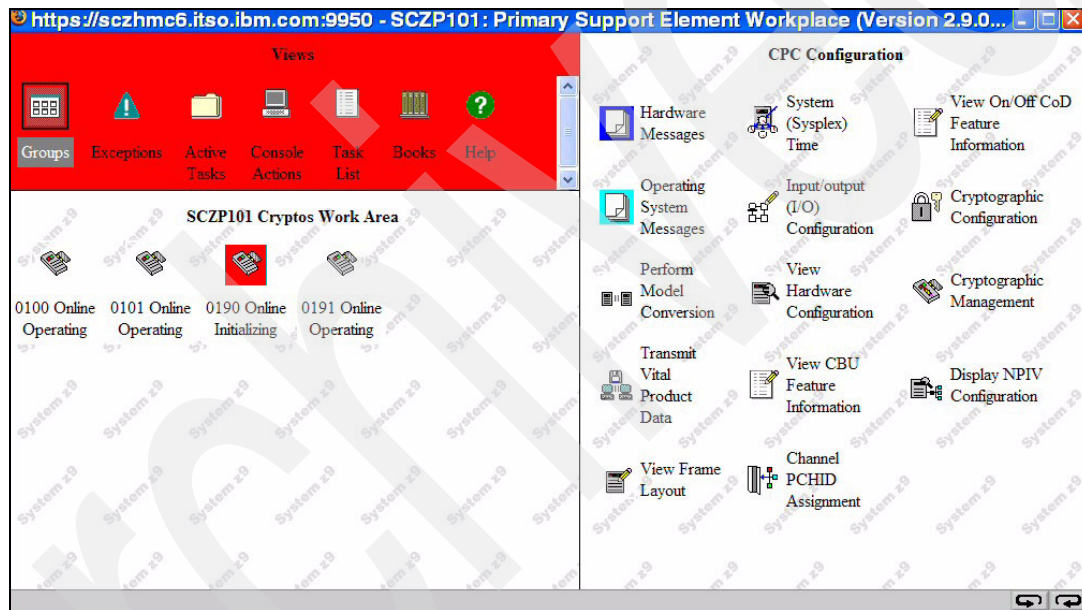 https://sczhmc6.itso.ibm.com:9950 - SCZP101: Primary Support Element Workplace (Version 2.9.0...
Views
Groups
Exceptions
Active
Tasks
Console
Actions
Task
List
Books
Help
SCZP101 Cryptos Work Area
0100 Online
Operating
0101 Online
Operating
0190 Online
Initializing
0191 Online
Operating
CPC Configuration
Hardware
Messages
System
(Sysplex)
Time
View On/Off CoD
Feature
Information
Operating
System
Messages
Input/output
(I/O)
Configuration
Cryptographic
Configuration
Perform
Model
Conversion
View
Hardware
Configuration
Cryptographic
Management
Transmit
Vital
Product
Data
View CBU
Feature
Information
Display NPIV
Configuration
View Frame
Layout
Channel
PCHID
Assignment
System z9